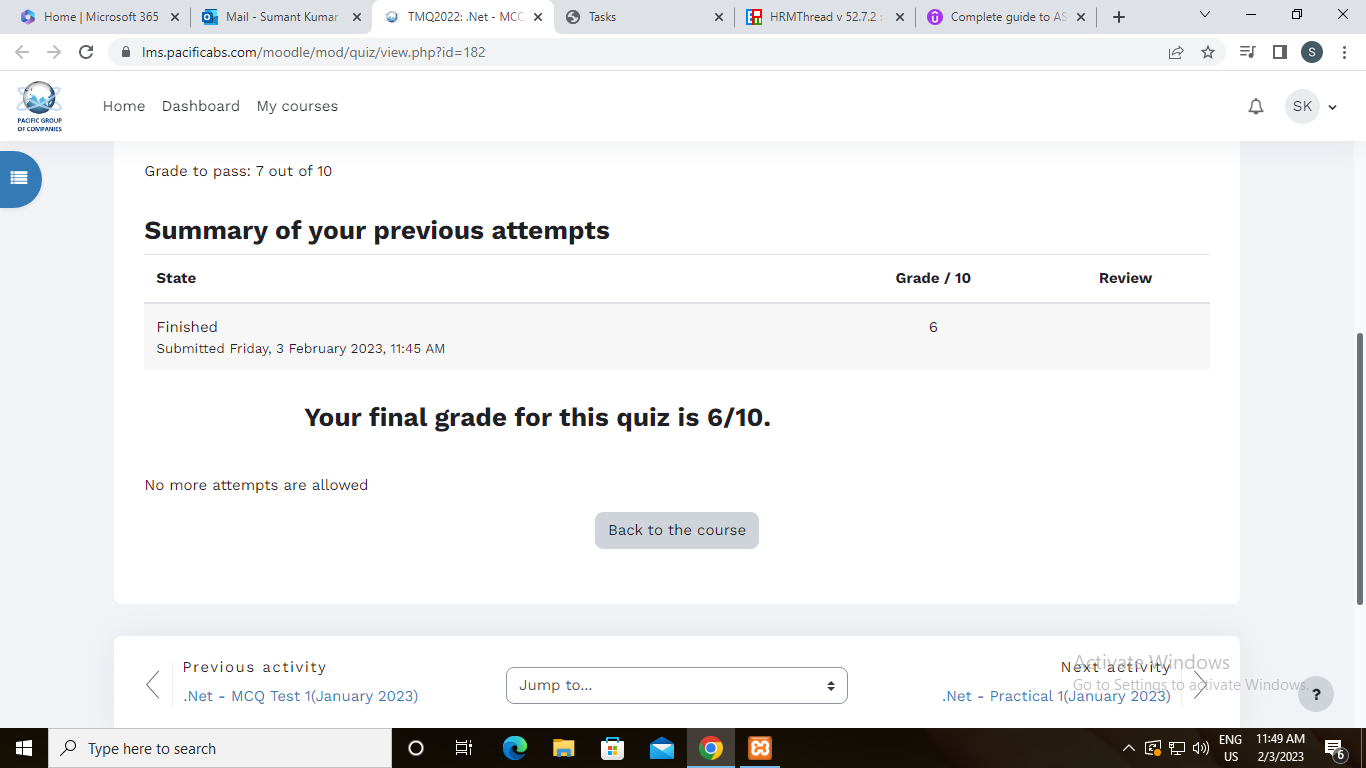 Home | Microsoft 365
Mail - Sumant Kumar
TMQ2022: .Net - MCC
Tasks
HRMThread v 52.7.2
Complete guide to AS
lms.pacificabs.com/moodle/mod/quiz/view.php?id=182
S
PACIFIC GROUP
OF COMPANIES
Home Dashboard My courses
SK
Grade to pass: 7 out of 10
Summary of your previous attempts
State Grade / 10 Review
Finished 6
Submitted Friday, 3 February 2023, 11:45 AM
Your final grade for this quiz is 6/10.
No more attempts are allowed
Back to the course
Previous activity
.Net - MCQ Test 1(January 2023)
Jump to...
Next activity
.Net - Practical 1(January 2023)
Activate Windows
Go to Settings to activate Windows.
?
Type here to search
ENG
US
11:49 AM
2/3/2023
6